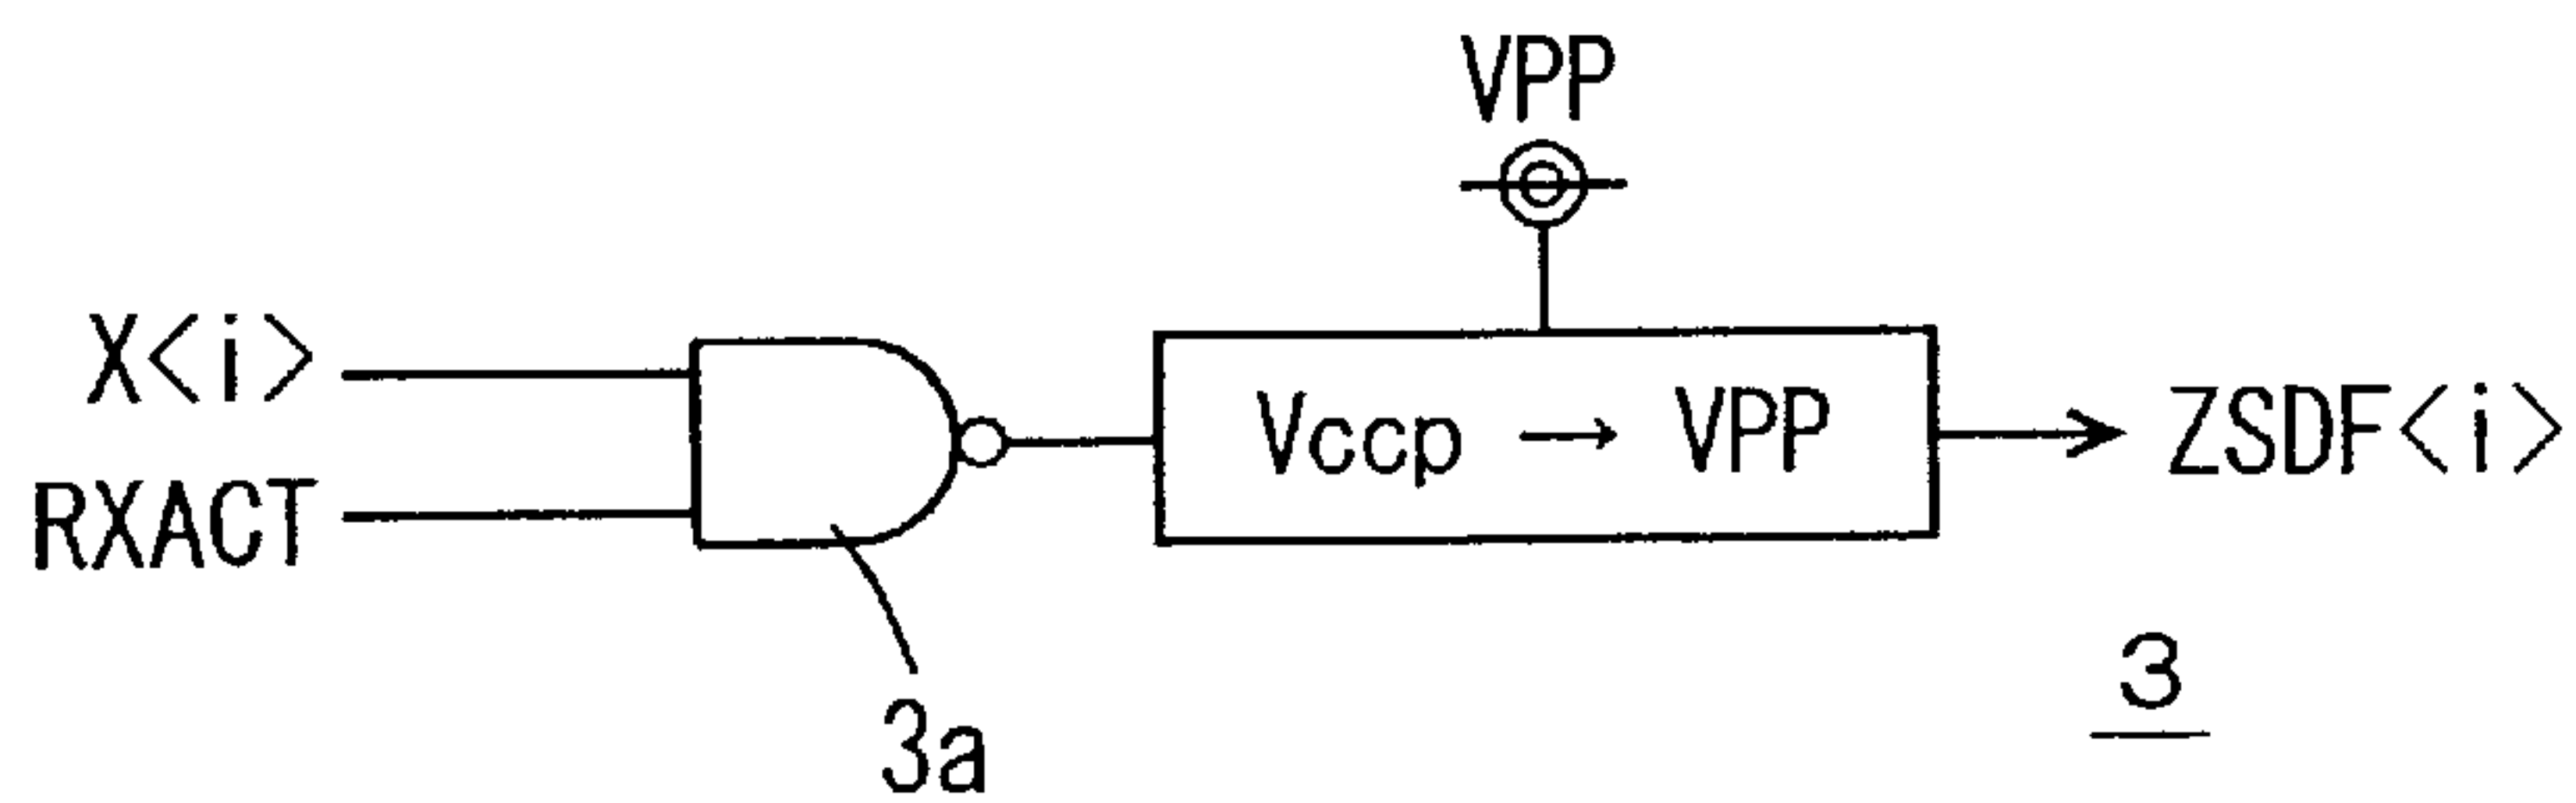 VPP
X<i>
RXACT
Vccp → VPP
ZSDF<i>
3a
3